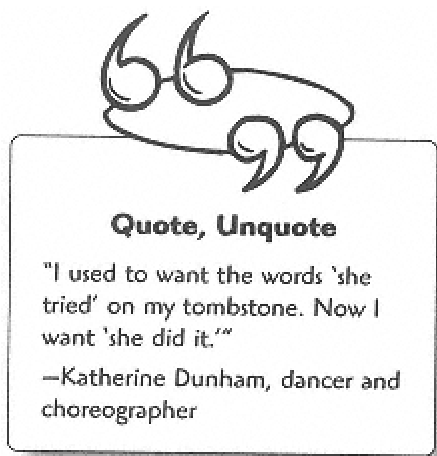 Quote, Unquote
"I used to want the words 'she
tried' on my tombstone. Now I
want 'she did it.'"
—Katherine Dunham, dancer and
choreographer